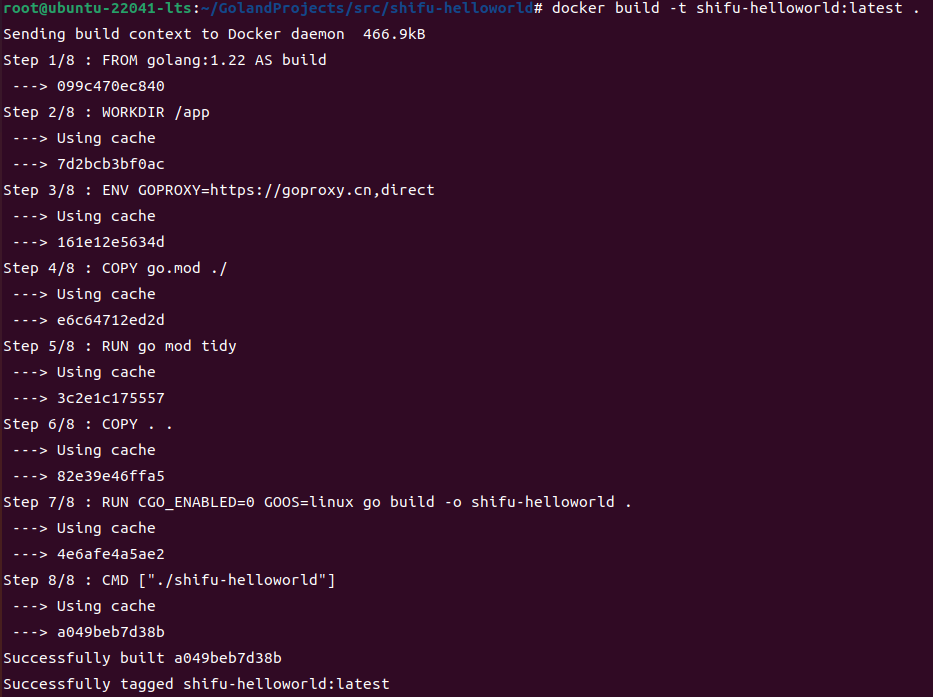 root@ubuntu-22041-lts:~/GolandProjects/src/shifu-helloworld# docker build -t shifu-helloworld:latest .
Sending build context to Docker daemon  466.9kB
Step 1/8 : FROM golang:1.22 AS build
 ---> 099c470ec840
Step 2/8 : WORKDIR /app
 ---> Using cache
 ---> 7d2bcb3bf0ac
Step 3/8 : ENV GOPROXY=https://goproxy.cn,direct
 ---> Using cache
 ---> 161e12e5634d
Step 4/8 : COPY go.mod ./
 ---> Using cache
 ---> e6c64712ed2d
Step 5/8 : RUN go mod tidy
 ---> Using cache
 ---> 3c2e1c175557
Step 6/8 : COPY . .
 ---> Using cache
 ---> 82e39e46ffa5
Step 7/8 : RUN CGO_ENABLED=0 GOOS=linux go build -o shifu-helloworld .
 ---> Using cache
 ---> 4e6afe4a5ae2
Step 8/8 : CMD ["./shifu-helloworld"]
 ---> Using cache
 ---> a049beb7d38b
Successfully built a049beb7d38b
Successfully tagged shifu-helloworld:latest